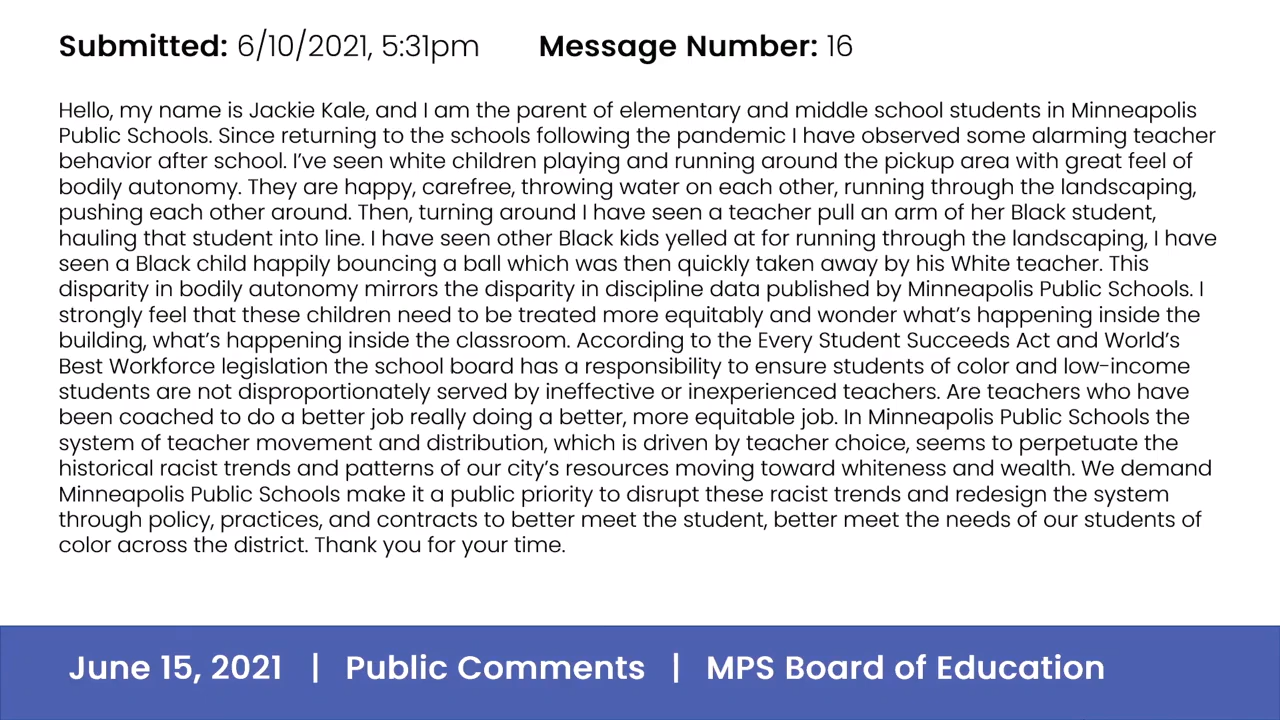 Submitted: 6/10/2021, 5:31pm Message Number: 16
Hello, my name is Jackie Kale, and I am the parent of elementary and middle school students in Minneapolis
Public Schools. Since returning to the schools following the pandemic I have observed some alarming teacher
behavior after school. I've seen white children playing and running around the pickup area with great feel of
bodily autonomy. They are happy, carefree, throwing water on each other, running through the landscaping,
pushing each other around. Then, turning around I have seen a teacher pull an arm of her Black student,
hauling that student into line. I have seen other Black kids yelled at for running through the landscaping, I have
seen a Black child happily bouncing a ball which was then quickly taken away by his White teacher. This
disparity in bodily autonomy mirrors the disparity in discipline data published by Minneapolis Public Schools. I
strongly feel that these children need to be treated more equitably and wonder what's happening inside the
building, what's happening inside the classroom. According to the Every Student Succeeds Act and World's
Best Workforce legislation the school board has a responsibility to ensure students of color and low-income
students are not disproportionately served by ineffective or inexperienced teachers. Are teachers who have
been coached to do a better job really doing a better, more equitable job. In Minneapolis Public Schools the
system of teacher movement and distribution, which is driven by teacher choice, seems to perpetuate the
historical racist trends and patterns of our city's resources moving toward whiteness and wealth. We demand
Minneapolis Public Schools make it a public priority to disrupt these racist trends and redesign the system
through policy, practices, and contracts to better meet the student, better meet the needs of our students of
color across the district. Thank you for your time.
June 15, 2021 | Public Comments | MPS Board of Education